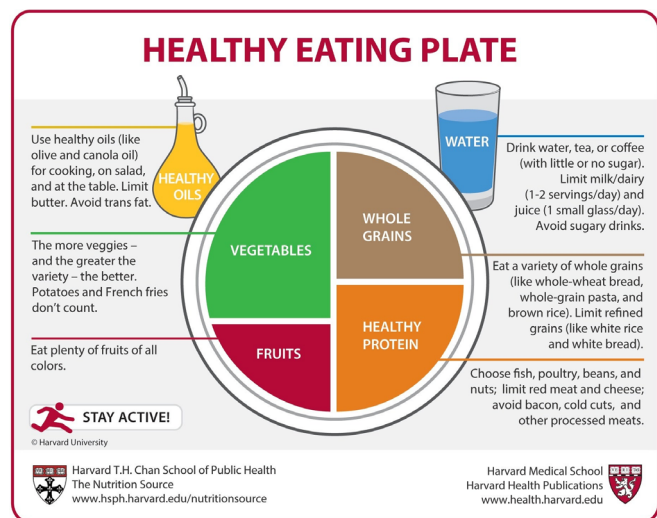 HEALTHY EATING PLATE
Use healthy oils (like
olive and canola oil)
for cooking, on salad,
and at the table. Limit
butter. Avoid trans fat.
HEALTHY
OILS
The more veggies –
and the greater the
variety – the better.
Potatoes and French fries
don’t count.
Eat plenty of fruits of all
colors.
VEGETABLES
FRUITS
WHOLE
GRAINS
HEALTHY
PROTEIN
WATER
Drink water, tea, or coffee
(with little or no sugar).
Limit milk/dairy
(1-2 servings/day) and
juice (1 small glass/day).
Avoid sugary drinks.
Eat a variety of whole grains
(like whole-wheat bread,
whole-grain pasta, and
brown rice). Limit refined
grains (like white rice
and white bread).
Choose fish, poultry, beans, and
nuts; limit red meat and cheese;
avoid bacon, cold cuts, and
other processed meats.
STAY ACTIVE!
© Harvard University
Harvard T.H. Chan School of Public Health
The Nutrition Source
www.hsph.harvard.edu/nutritionsource
Harvard Medical School
Harvard Health Publications
www.health.harvard.edu